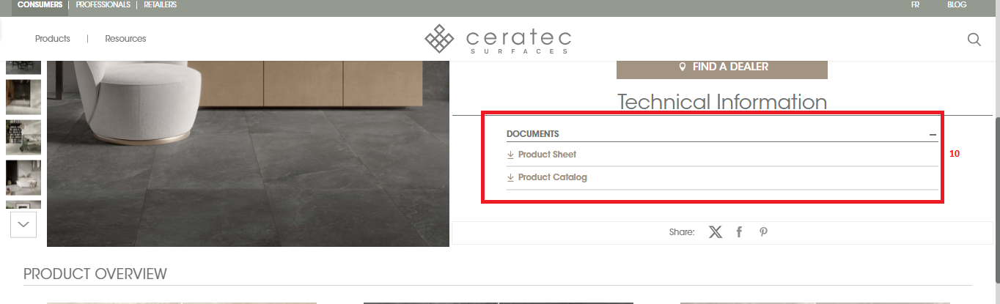 CONSUMERS | PROFESSIONALS | RETAILERS
FR BLOG
Products | Resources
ceratec
SURFACES
FIND A DEALER
Technical Information
DOCUMENTS
Product Sheet
10
Product Catalog
Share:
PRODUCT OVERVIEW